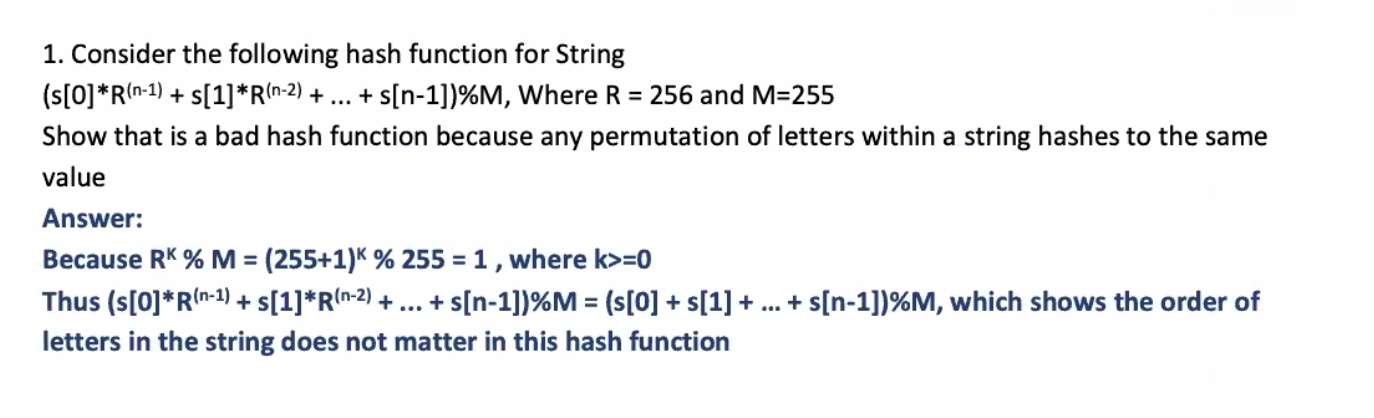 1. Consider the following hash function for String
(s[0]*R(n-1) + s[1]*R(n-2) + ... + s[n-1])%M, Where R = 256 and M=255
Show that is a bad hash function because any permutation of letters within a string hashes to the same
value
Answer:
Because RK % M = (255+1)K % 255 = 1 , where k>=0
Thus (s[0]*R(n-1) + s[1]*R(n-2) + ... + s[n-1])%M = (s[0] + s[1] + ... + s[n-1])%M, which shows the order of
letters in the string does not matter in this hash function